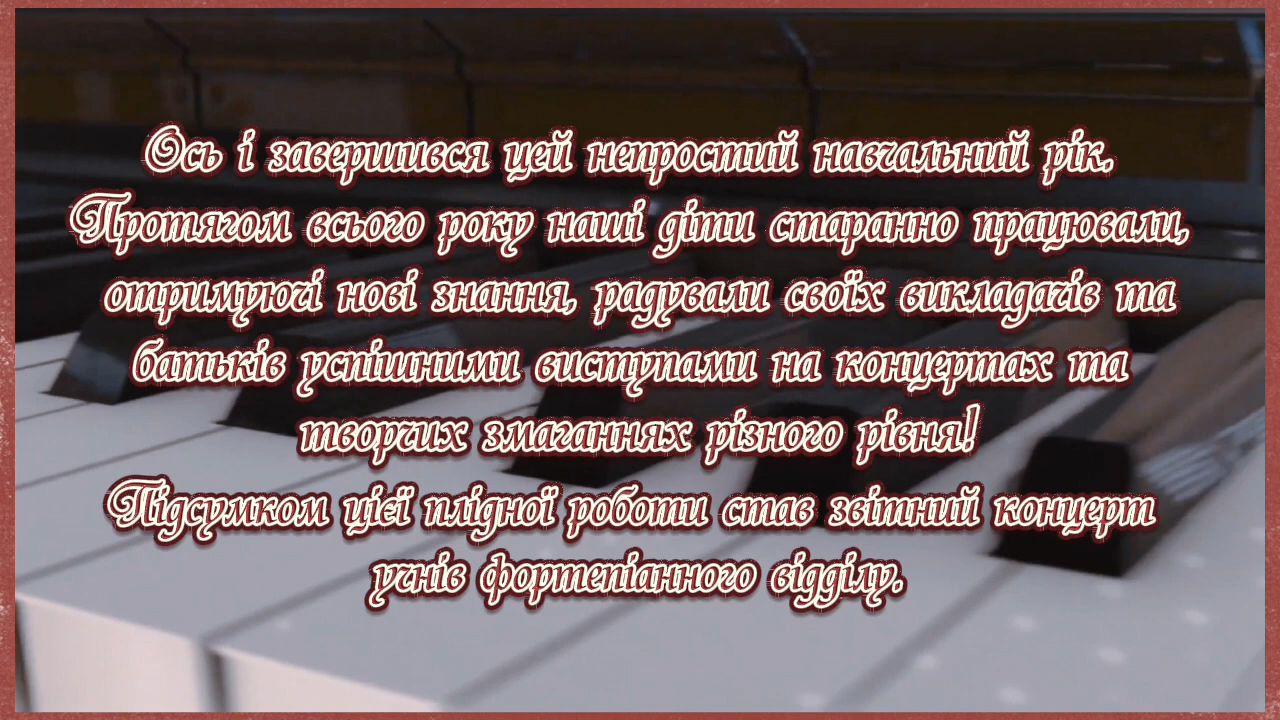 Ось і завершився цей непростий навчальний рік.
Протягом всього року наші діти старанно працювали,
отримуючі нові знання, радували своїх викладачів та
батьків успішними виступами на концертах та
творчих змаганнях різного рівня!
Підсумком цієї плідної роботи став звітний концерт
учнів фортепіанного відділу.